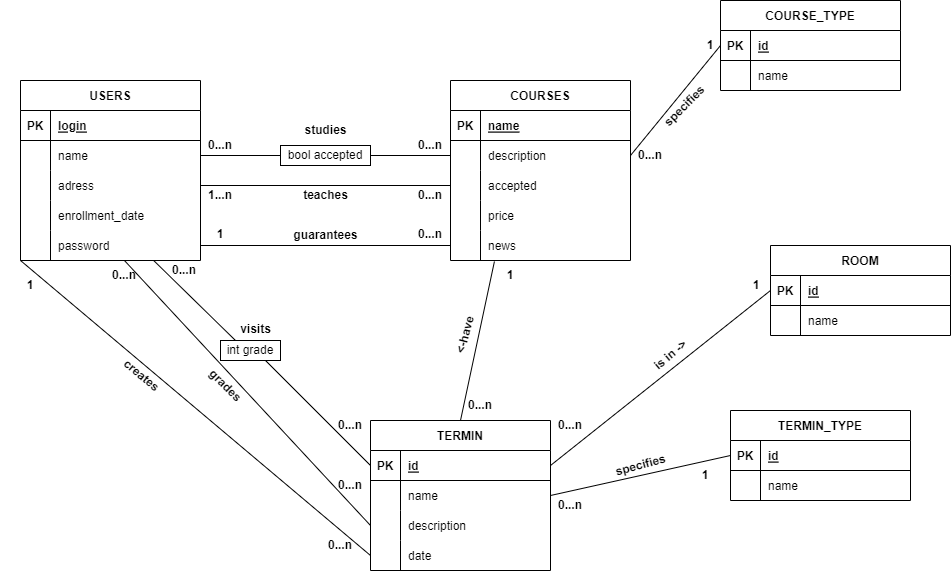 COURSE_TYPE
1
PK id
name
specifies
0...n
USERS
PK login
name
adress
enrollment_date
password
studies
0...n
0...n
bool accepted
1...n
0...n
teaches
1
guarantees
0...n
COURSES
PK name
description
accepted
price
news
ROOM
PK id
name
1
is in ->
0...n
1
<-have
0...n
0...n
0...n
1
visits
int grade
grades
creates
0...n
0...n
0...n
TERMIN
PK id
name
description
date
specifies
1
0...n
TERMIN_TYPE
PK id
name